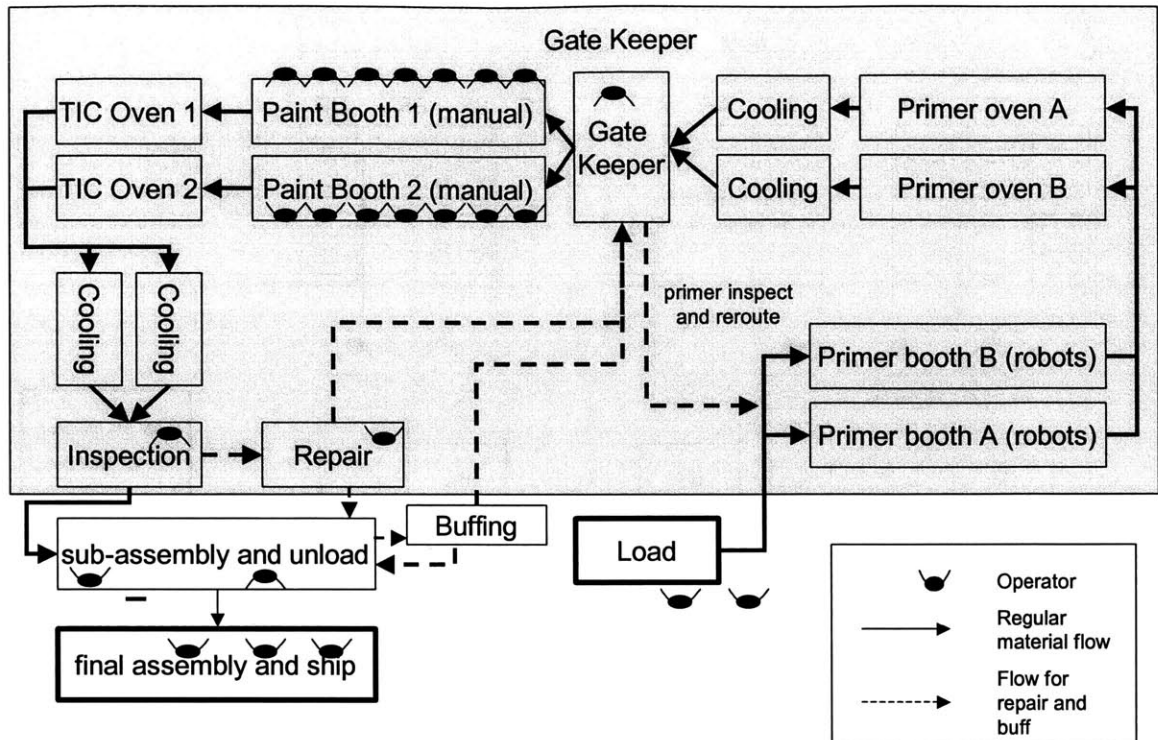 Gate Keeper
TIC Oven 1
Paint Booth 1 (manual)
Gate
Keeper
Cooling
Primer oven A
TIC Oven 2
Paint Booth 2 (manual)
Cooling
Primer oven B
Cooling
Cooling
primer inspect
and reroute
Primer booth B (robots)
Primer booth A (robots)
Inspection
Repair
Buffing
sub-assembly and unload
Load
final assembly and ship
Operator
Regular
material flow
Flow for
repair and
buff